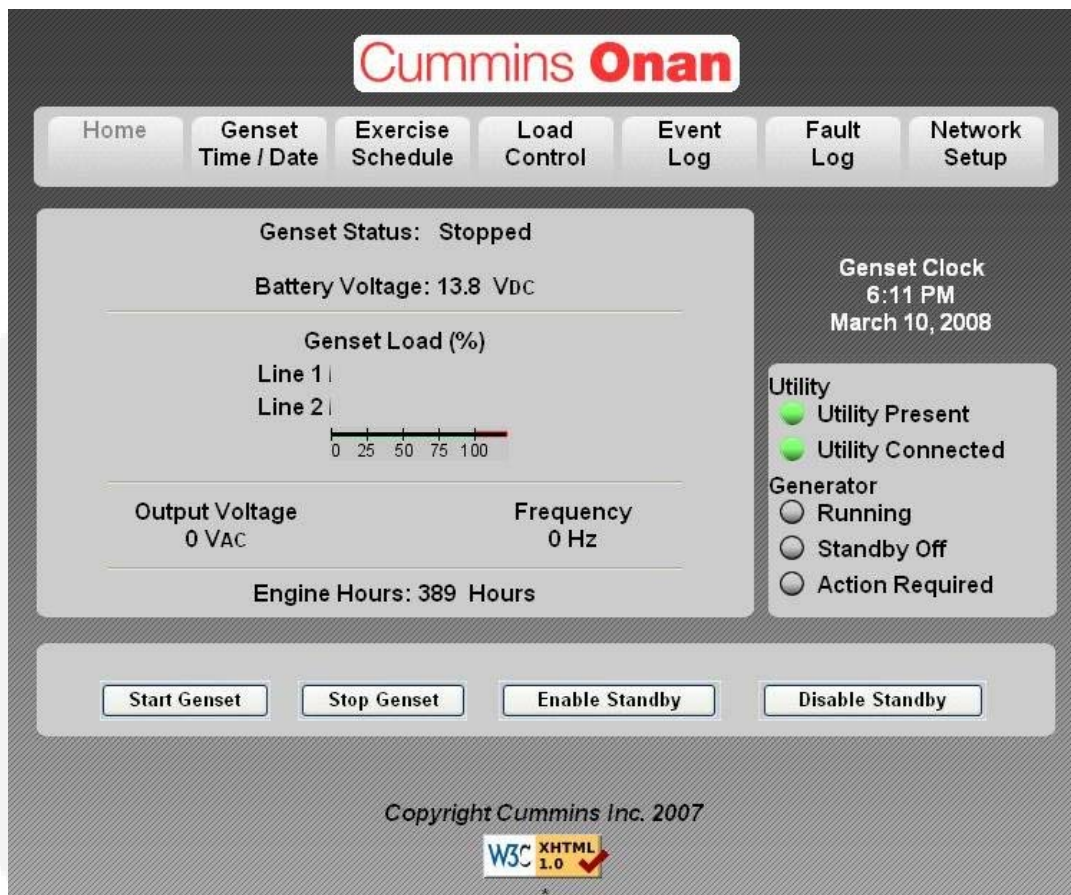 Cummins Onan
Home
Genset
Time / Date
Exercise
Schedule
Load
Control
Event
Log
Fault
Log
Network
Setup
Genset Status: Stopped
Battery Voltage: 13.8 VDC
Genset Load (%)
Line 1
Line 2
0 25 50 75 100
Output Voltage
0 VAC
Frequency
0 Hz
Engine Hours: 389 Hours
Genset Clock
6:11 PM
March 10, 2008
Utility
Utility Present
Utility Connected
Generator
Running
Standby Off
Action Required
Start Genset
Stop Genset
Enable Standby
Disable Standby
Copyright Cummins Inc. 2007
W3C XHTML
1.0
*